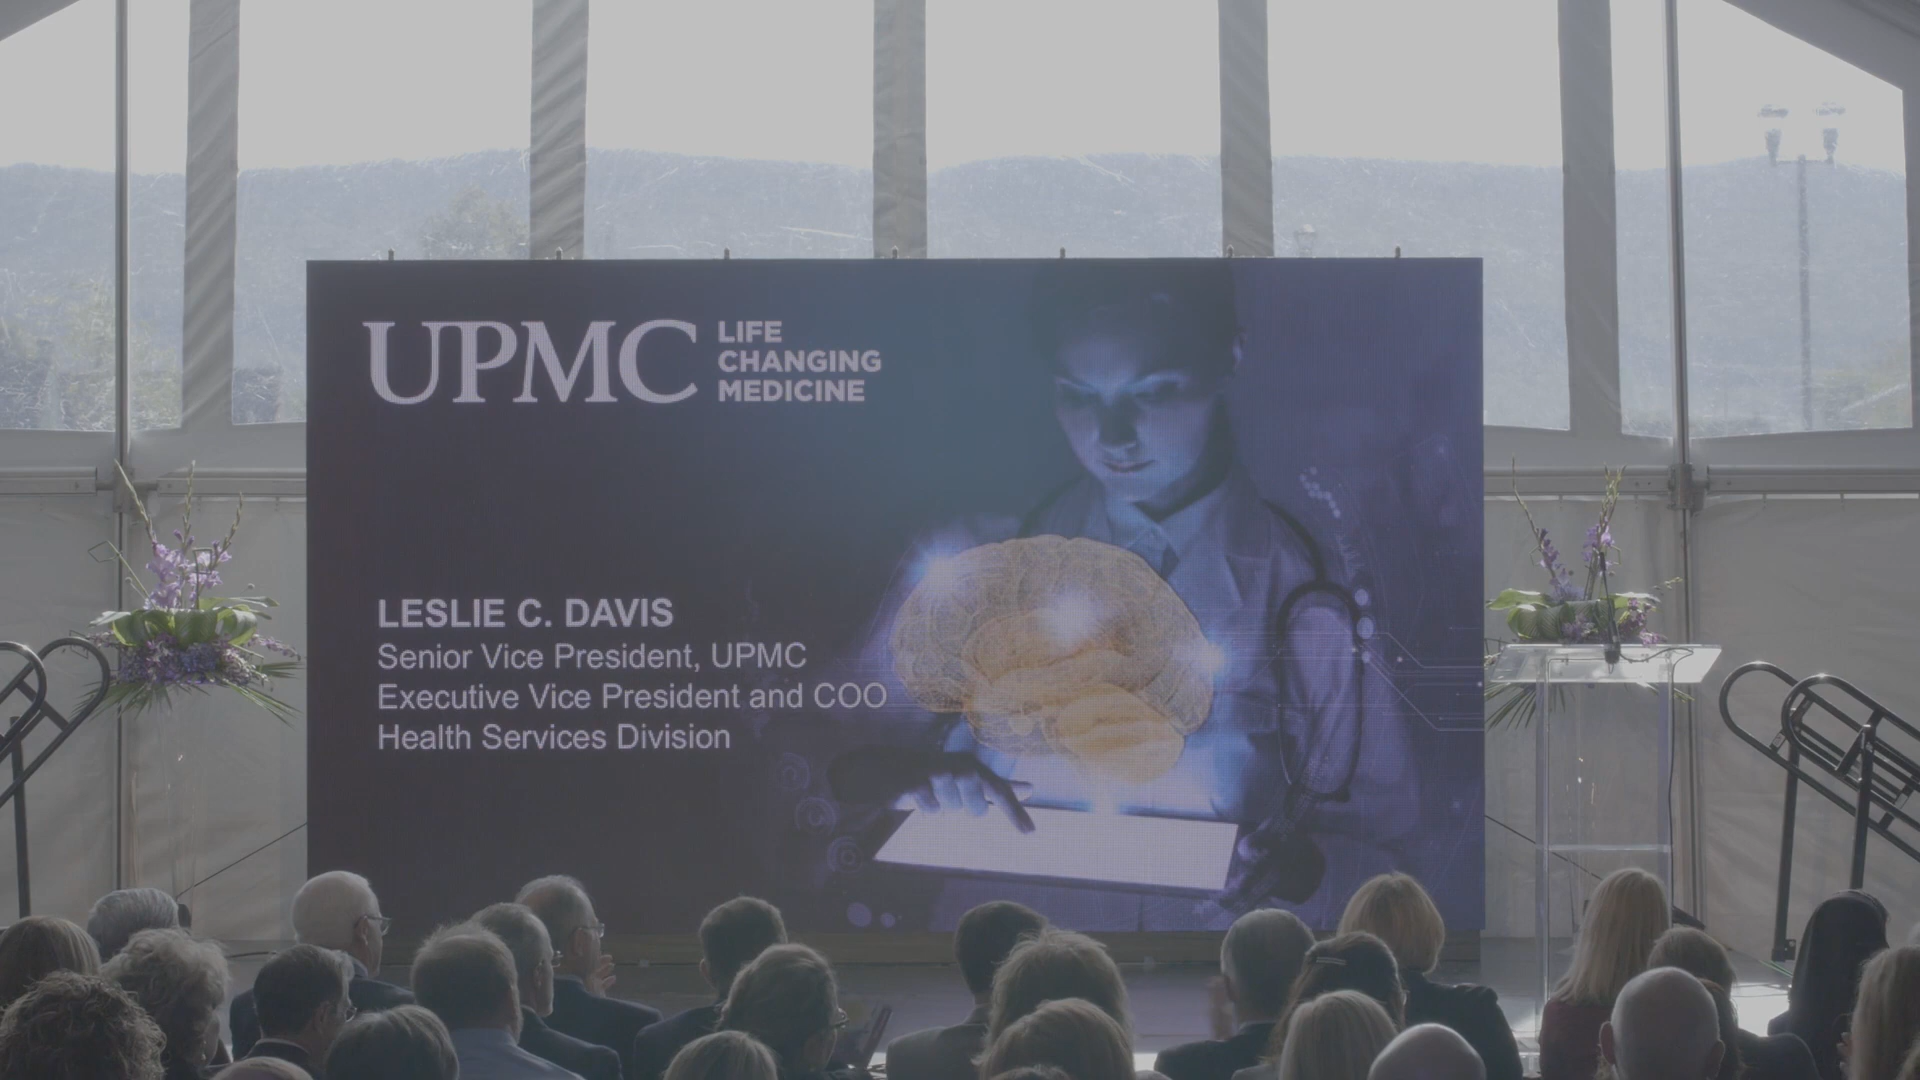 UPMC
LIFE
CHANGING
MEDICINE
LESLIE C. DAVIS
Senior Vice President, UPMC
Executive Vice President and COO
Health Services Division